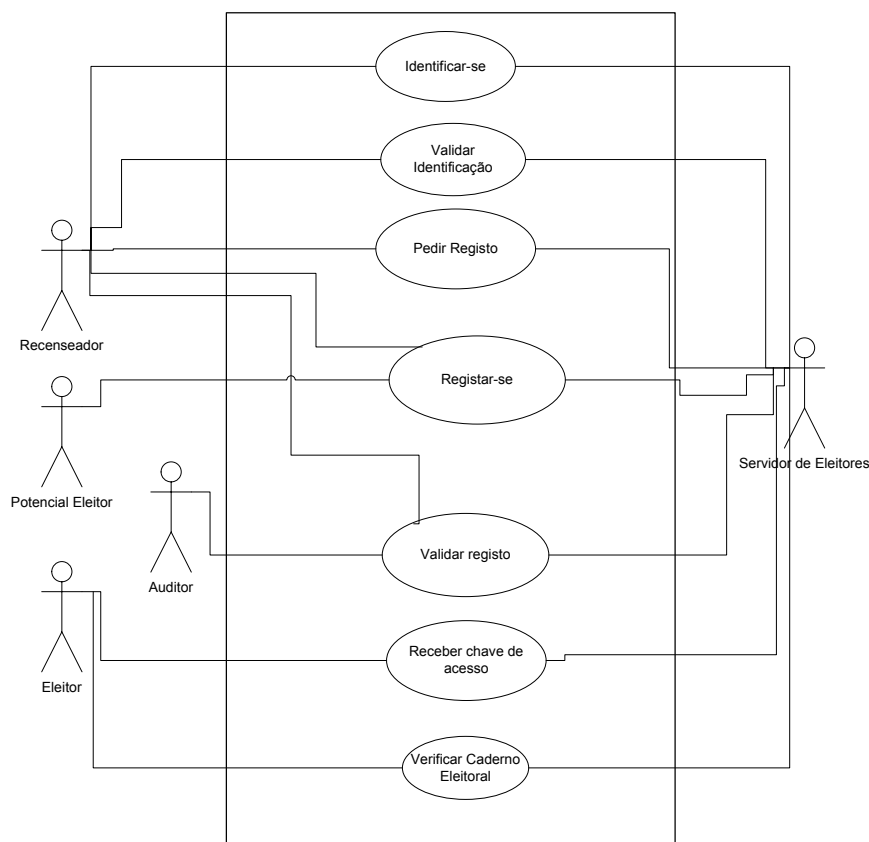 Identificar-se
Validar
Identificação
Pedir Registo
Recenseador
Registar-se
Servidor de Eleitores
Potencial Eleitor
Validar registo
Auditor
Receber chave de
acesso
Eleitor
Verificar Caderno
Eleitoral